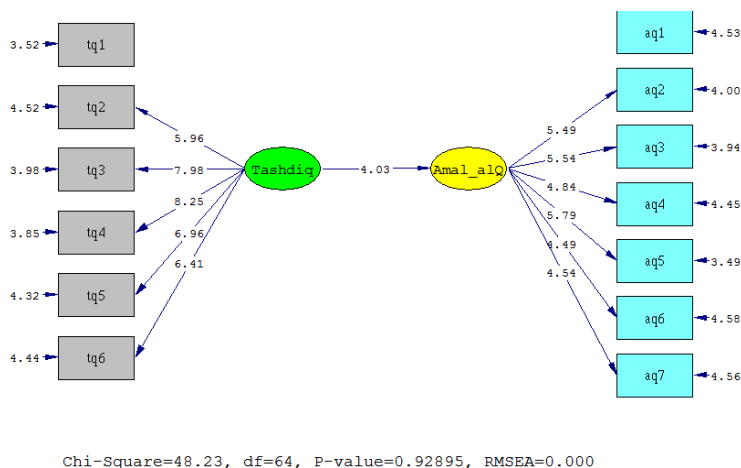 3.52
tq1
4.52
tq2
3.98
tq3
3.85
tq4
4.32
tq5
4.44
tq6
5.96
7.98
8.25
6.96
6.41
Tashdiq
4.03
Amal_alQ
5.49
5.54
4.84
5.79
4.49
4.54
aq1
4.53
aq2
4.00
aq3
3.94
aq4
4.45
aq5
3.49
aq6
4.58
aq7
4.56
Chi-Square=48.23, df=64, P-value=0.92895, RMSEA=0.000